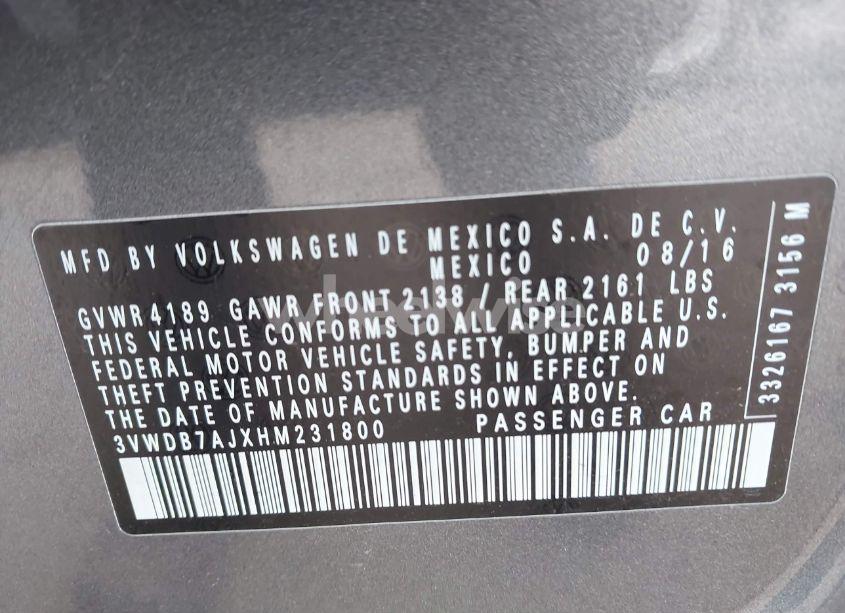 MFD BY VOLKSWAGEN DE MEXICO S.A. DE C.V.
MEXICO 08/16
GVWR4189 GAWR FRONT 2138 / REAR 2161 LBS
THIS VEHICLE CONFORMS TO ALL APPLICABLE U.S.
FEDERAL MOTOR VEHICLE SAFETY, BUMPER AND
THEFT PREVENTION STANDARDS IN EFFECT ON
THE DATE OF MANUFACTURE SHOWN ABOVE.
3VWDB7AJXHM231800 PASSENGER CAR
3326167 3156 M